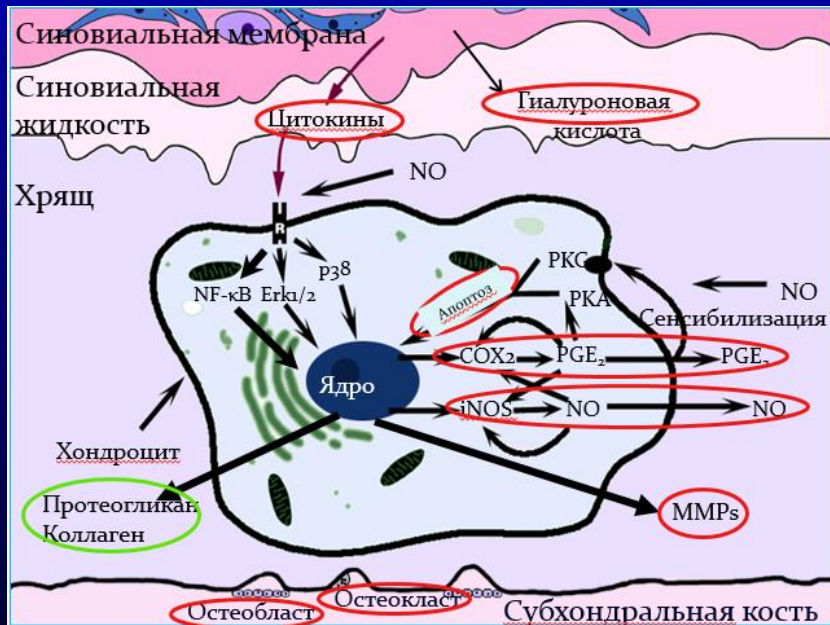 Синовиальная мембрана
Синовиальная
жидкость
Цитокины
Гиалуроновая
кислота
Хрящ
NO
R
NF-κB
Erk1/2
P38
Апоптоз
PKC
PKA
NO
Сенсибилизация
COX2
PGE₂
PGE₂
Ядро
iNOS
NO
NO
Хондроцит
Протеогликан
Коллаген
MMPs
Остеобласт
Остеокласт
Субхондральная кость